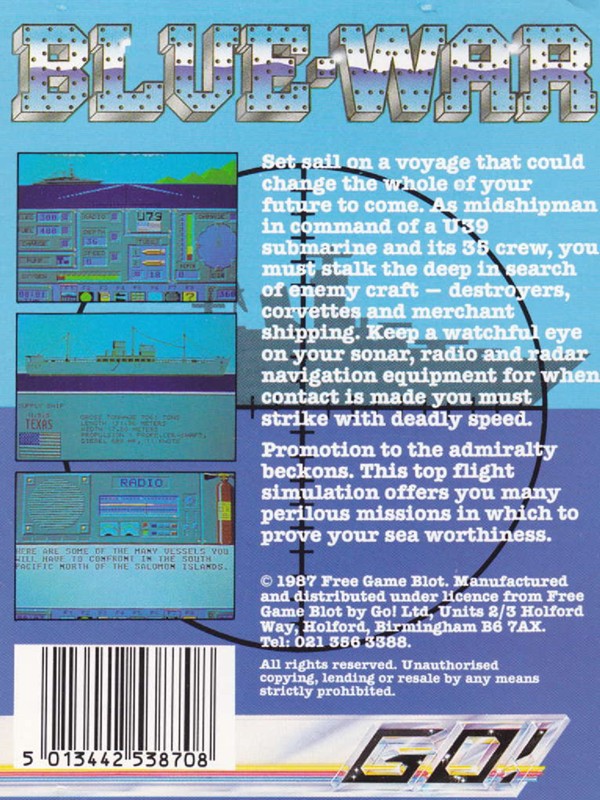 BLUE-WAR
Set sail on a voyage that could
change the whole of your
future to come. As midshipman
in command of a U39
submarine and its 35 crew, you
must stalk the deep in search
of enemy craft — destroyers,
corvettes and merchant
shipping. Keep a watchful eye
on your sonar, radio and radar
navigation equipment for when
contact is made you must
strike with deadly speed.
Promotion to the admiralty
beckons. This top flight
simulation offers you many
perilous missions in which to
prove your sea worthiness.
© 1987 Free Game Blot. Manufactured
and distributed under licence from Free
Game Blot by Go! Ltd, Units 2/3 Holford
Way, Holford, Birmingham B6 7AX.
Tel: 021 356 3388.
All rights reserved. Unauthorised
copying, lending or resale by any means
strictly prohibited.
RADIO
DEPTH
SPEED
SUPPLY SHIP
TEXAS
RADIO
HERE ARE SOME OF THE MANY VESSELS YOU
WILL HAVE TO CONFRONT IN THE SOUTH
PACIFIC NORTH OF THE SALOMON ISLANDS.
5 013442 538708
GO!